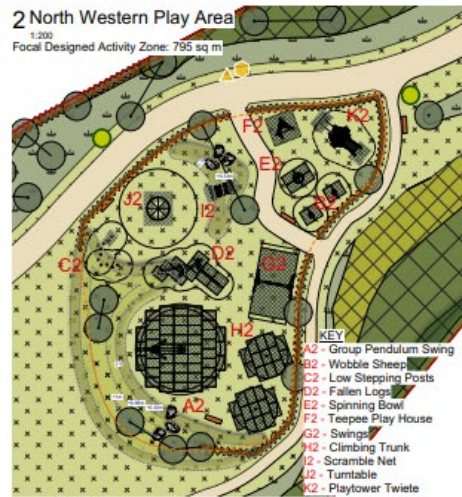 2 North Western Play Area
1:200
Focal Designed Activity Zone: 795 sq m
F2
K2
E2
B2
J2
I2
C2
D2
G2
H2
A2
KEY
A2 - Group Pendulum Swing
B2 - Wobble Sheep
C2 - Low Stepping Posts
D2 - Fallen Logs
E2 - Spinning Bowl
F2 - Teepee Play House
G2 - Swings
H2 - Climbing Trunk
I2 - Scramble Net
J2 - Turntable
K2 - Playtower Twiete